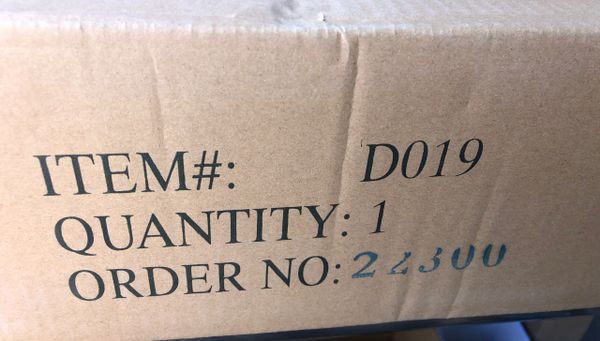 ITEM#: D019
QUANTITY: 1
ORDER NO: 22300